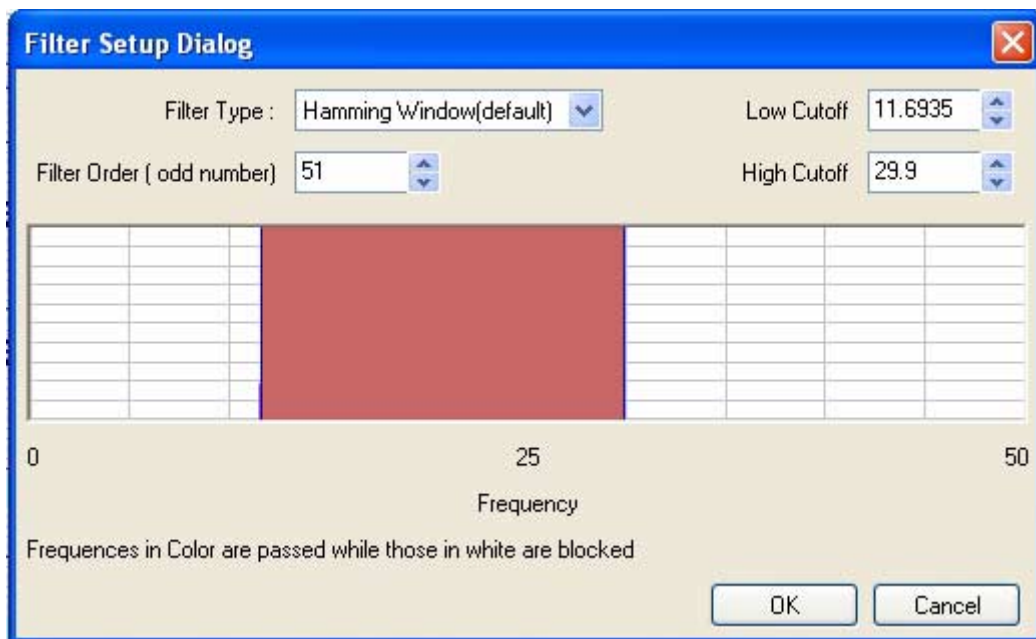 Filter Setup Dialog
Filter Type : Hamming Window(default) Low Cutoff 11.6935
Filter Order ( odd number) 51 High Cutoff 29.9
0 25 50
Frequency
Frequences in Color are passed while those in white are blocked
OK Cancel